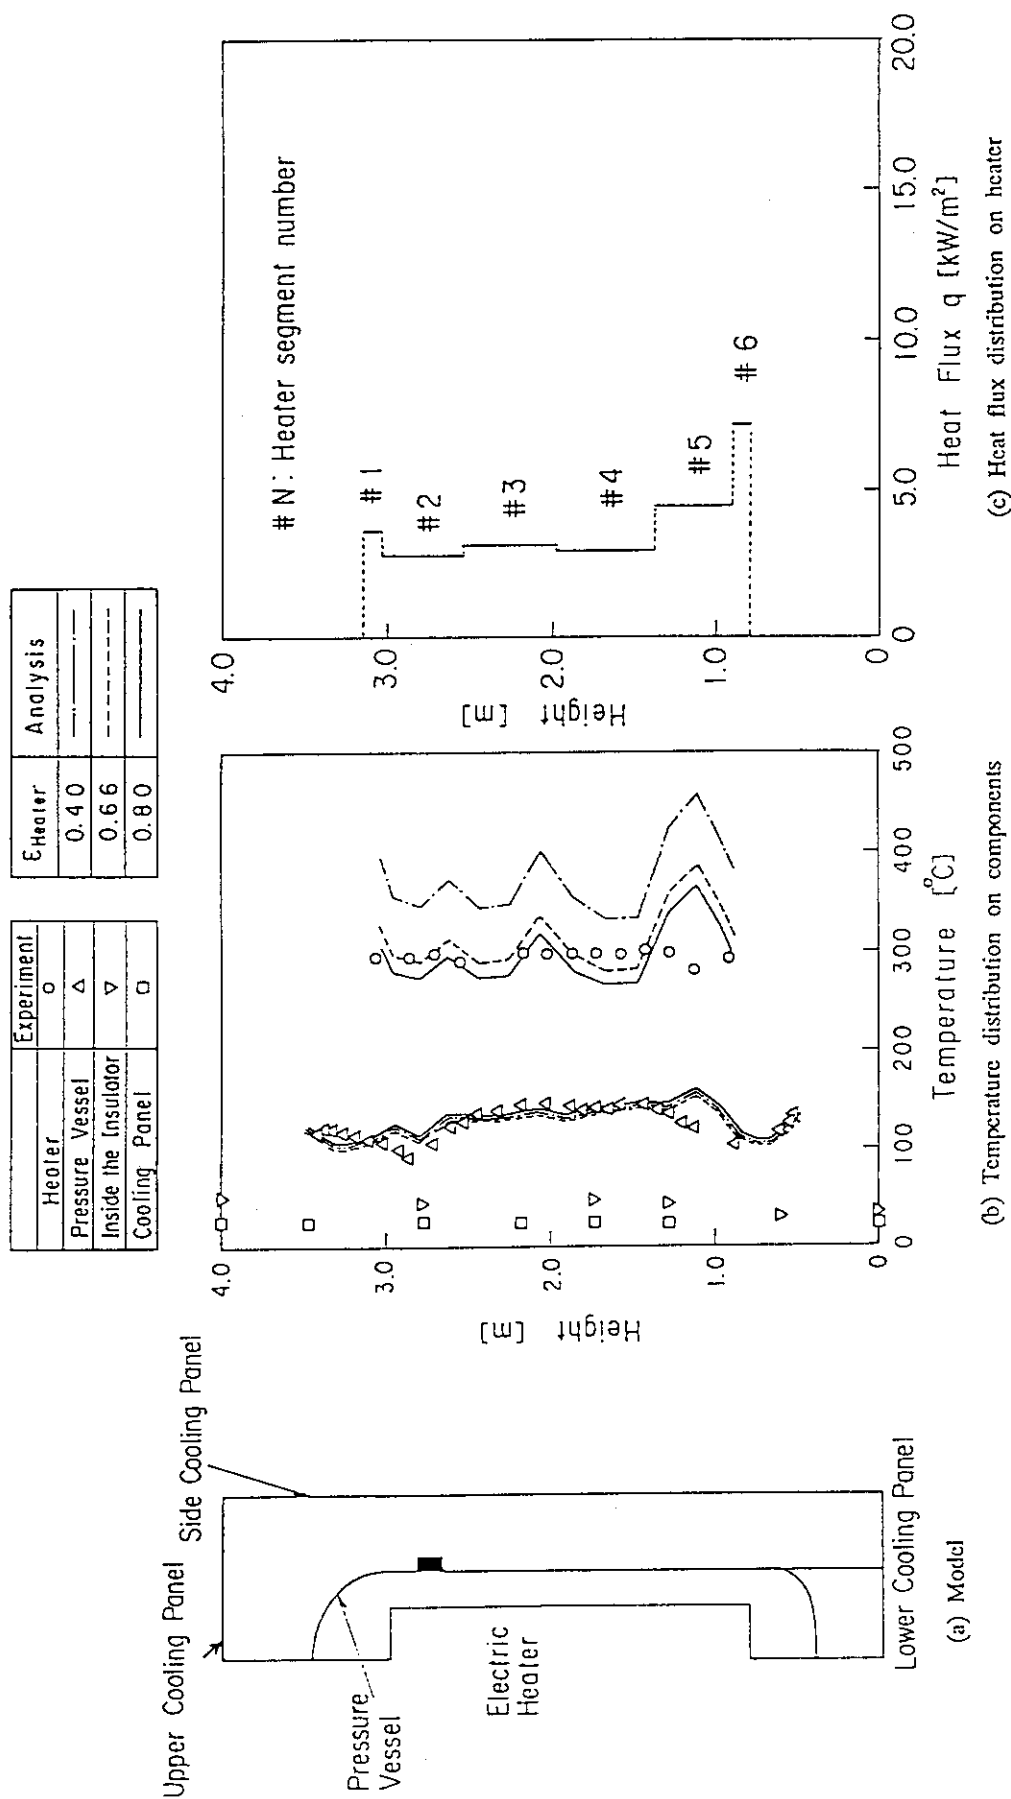 Experiment
Heater ○
Pressure Vessel △
Inside the Insulator ▽
Cooling Panel □
εHeater Analysis
0.40
0.66
0.80
Upper Cooling Panel
Side Cooling Panel
Pressure
Vessel
Electric
Heater
Lower Cooling Panel
(a) Model
4.0
3.0
2.0
1.0
0
Height [m]
0 100 200 300 400 500
Temperature [°C]
(b) Temperature distribution on components
# N: Heater segment number
#1
#2
#3
#4
#5
#6
4.0
3.0
2.0
1.0
0
Height [m]
0 5.0 10.0 15.0 20.0
Heat Flux q [kW/m²]
(c) Heat flux distribution on heater